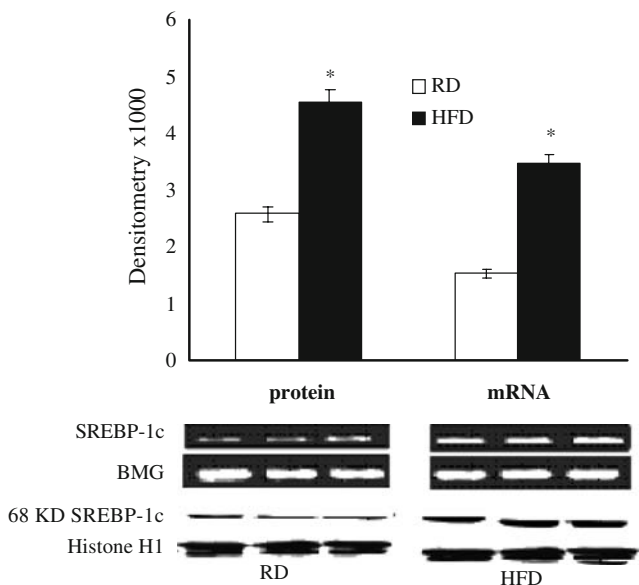 Densitometry x1000
6
5
4
3
2
1
0
*
*
RD
HFD
protein
mRNA
SREBP-1c
BMG
68 KD SREBP-1c
Histone H1
RD
HFD